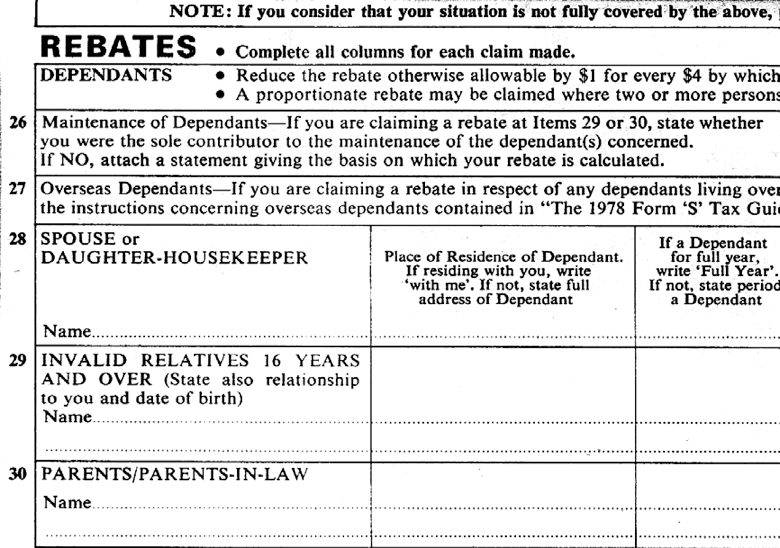 NOTE: If you consider that your situation is not fully covered by the above,
REBATES • Complete all columns for each claim made.
DEPENDANTS • Reduce the rebate otherwise allowable by $1 for every $4 by which
• A proportionate rebate may be claimed where two or more persons
26 Maintenance of Dependants—If you are claiming a rebate at Items 29 or 30, state whether
you were the sole contributor to the maintenance of the dependant(s) concerned.
If NO, attach a statement giving the basis on which your rebate is calculated.
27 Overseas Dependants—If you are claiming a rebate in respect of any dependants living over
the instructions concerning overseas dependants contained in "The 1978 Form 'S' Tax Gui
28 SPOUSE or
DAUGHTER-HOUSEKEEPER
Name
Place of Residence of Dependant.
If residing with you, write
'with me'. If not, state full
address of Dependant
If a Dependant
for full year,
write 'Full Year'.
If not, state period
a Dependant
29 INVALID RELATIVES 16 YEARS
AND OVER (State also relationship
to you and date of birth)
Name
30 PARENTS/PARENTS-IN-LAW
Name